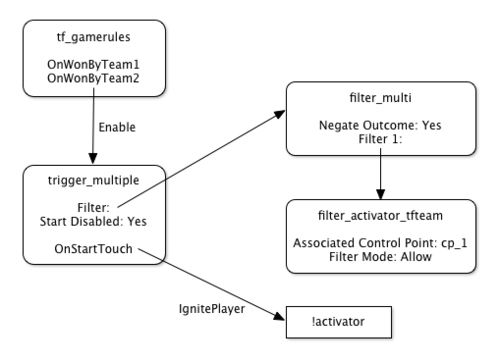 tf_gamerules
OnWonByTeam1
OnWonByTeam2
Enable
trigger_multiple
Filter:
Start Disabled: Yes
OnStartTouch
filter_multi
Negate Outcome: Yes
Filter 1:
filter_activator_tfteam
Associated Control Point: cp_1
Filter Mode: Allow
IgnitePlayer
!activator